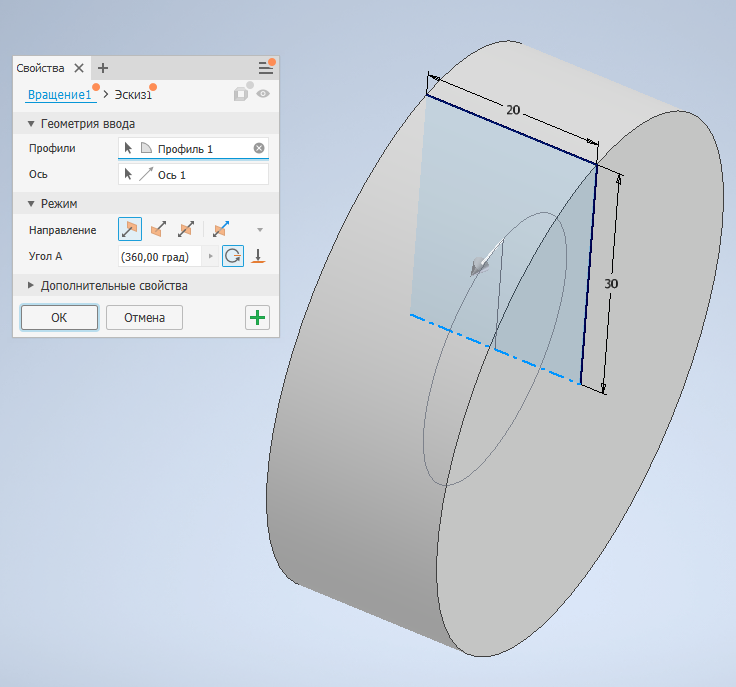 Свойства
Вращение1 > Эскиз1
Геометрия ввода
Профили Профиль 1
Ось Ось 1
Режим
Направление
Угол A (360,00 град)
Дополнительные свойства
OK Отмена
20
30